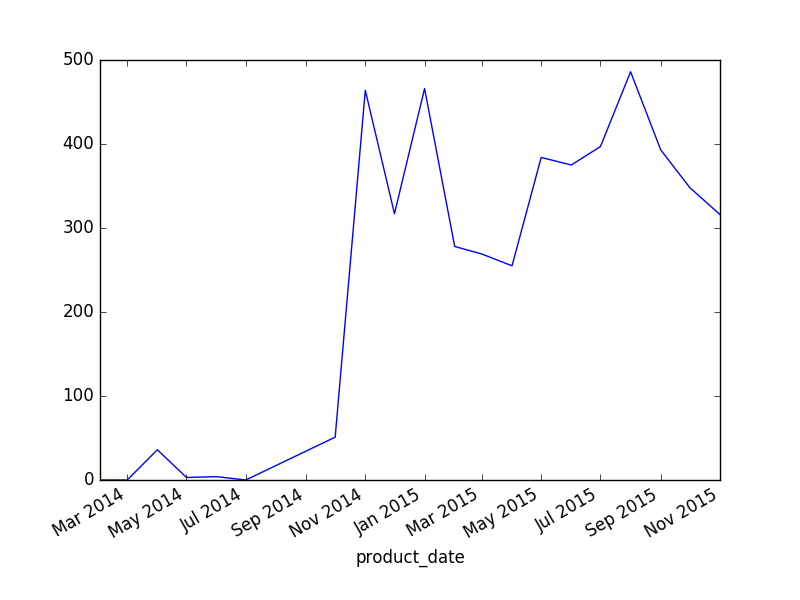 500
400
300
200
100
0
Mar 2014
May 2014
Jul 2014
Sep 2014
Nov 2014
Jan 2015
Mar 2015
May 2015
Jul 2015
Sep 2015
Nov 2015
product_date